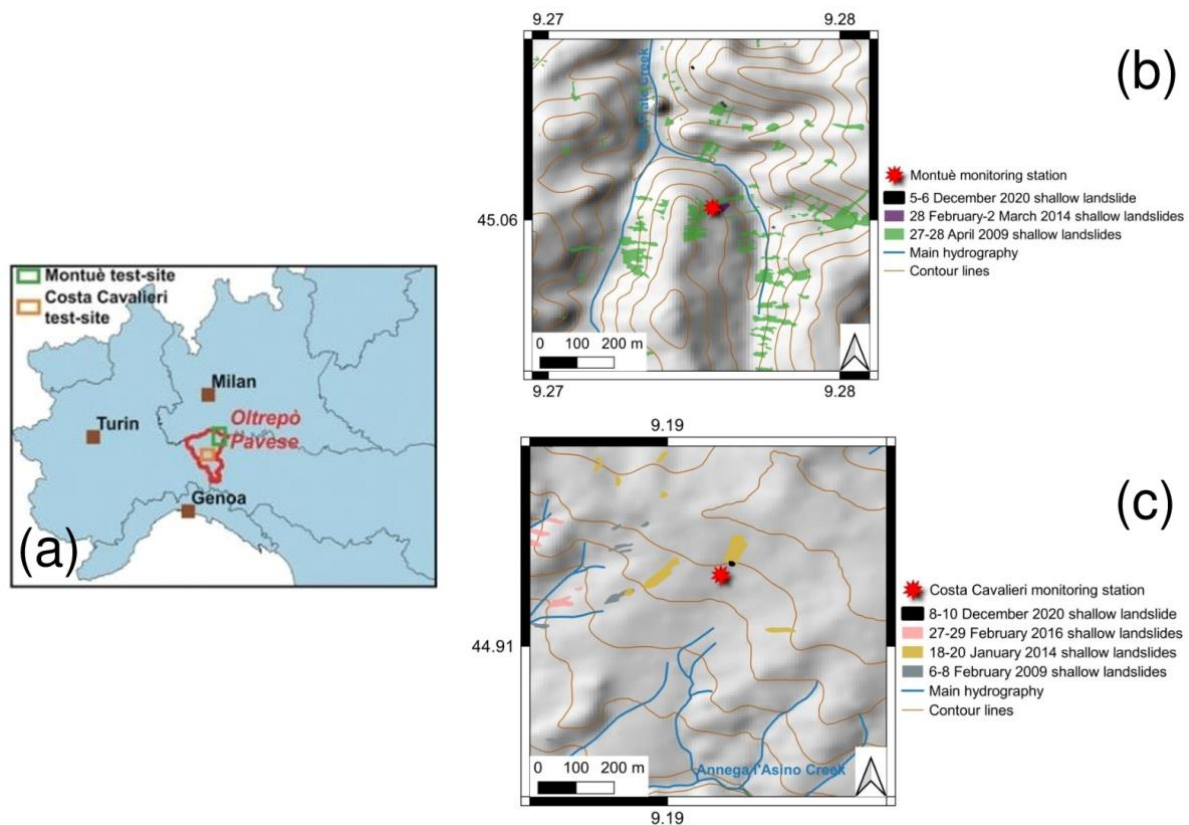 Montuè test-site
Costa Cavalieri
test-site
Milan
Turin
Oltrepò
Pavese
Genoa
(a)
9.27
9.28
45.06
Creek
0 100 200 m
9.27
9.28
(b)
Montuè monitoring station
5-6 December 2020 shallow landslide
28 February-2 March 2014 shallow landslides
27-28 April 2009 shallow landslides
Main hydrography
Contour lines
9.19
44.91
0 100 200 m
Annega l'Asino Creek
9.19
(c)
Costa Cavalieri monitoring station
8-10 December 2020 shallow landslide
27-29 February 2016 shallow landslides
18-20 January 2014 shallow landslides
6-8 February 2009 shallow landslides
Main hydrography
Contour lines